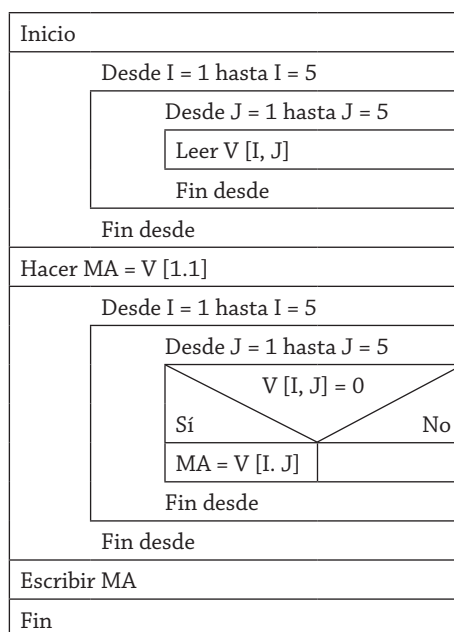 Inicio
Desde I = 1 hasta I = 5
Desde J = 1 hasta J = 5
Leer V [I, J]
Fin desde
Fin desde
Hacer MA = V [1.1]
Desde I = 1 hasta I = 5
Desde J = 1 hasta J = 5
V [I, J] = 0
Sí No
MA = V [I. J]
Fin desde
Fin desde
Escribir MA
Fin